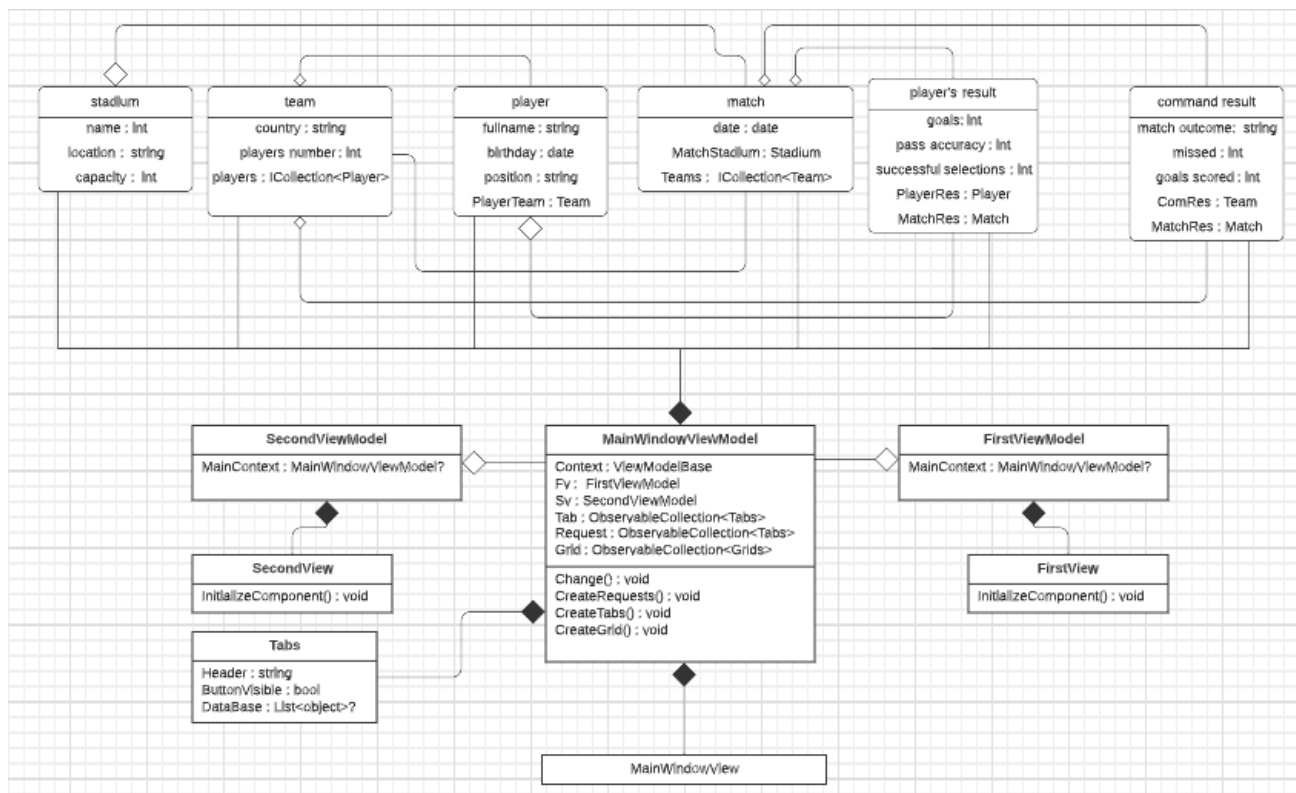 stadium
name : int
location : string
capacity : int
team
country : string
players number : int
players : ICollection<Player>
player
fullname : string
birthday : date
position : string
PlayerTeam : Team
match
date : date
MatchStadium : Stadium
Teams : ICollection<Team>
player's result
goals: int
pass accuracy : int
successful selections : int
PlayerRes : Player
MatchRes : Match
command result
match outcome: string
missed : int
goals scored : int
ComRes : Team
MatchRes : Match
SecondViewModel
MainContext : MainWindowViewModel?
MainWindowViewModel
Context : ViewModelBase
Fv : FirstViewModel
Sv : SecondViewModel
Tab : ObservableCollection<Tabs>
Request : ObservableCollection<Tabs>
Grid : ObservableCollection<Grids>
Change() : void
CreateRequests() : void
CreateTabs() : void
CreateGrid() : void
FirstViewModel
MainContext : MainWindowViewModel?
SecondView
InitializeComponent() : void
FirstView
InitializeComponent() : void
Tabs
Header : string
ButtonVisible : bool
DataBase : List<object>?
MainWindowView